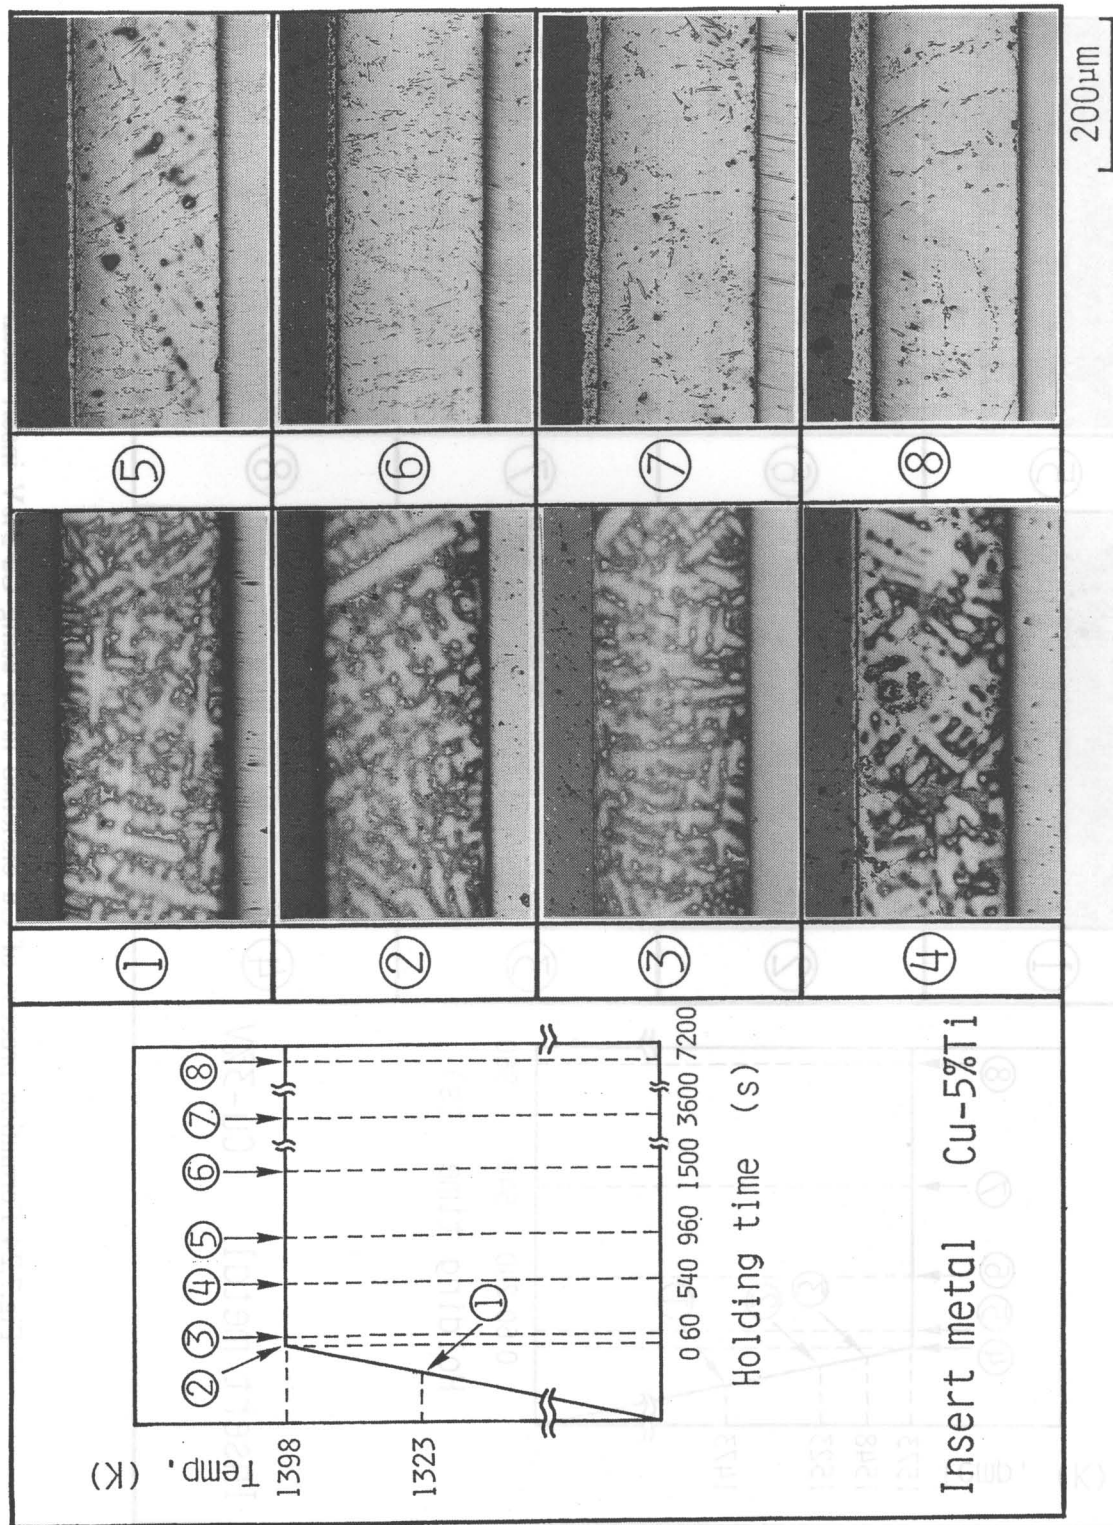 Temp. (K)
1398
1323
② ③ ④ ⑤ ⑥ ⑦ ⑧
①
0 60 540 960 1500 3600 7200
Holding time (s)
Insert metal Cu-5%Ti
① ⑤
② ⑥
③ ⑦
④ ⑧
200µm